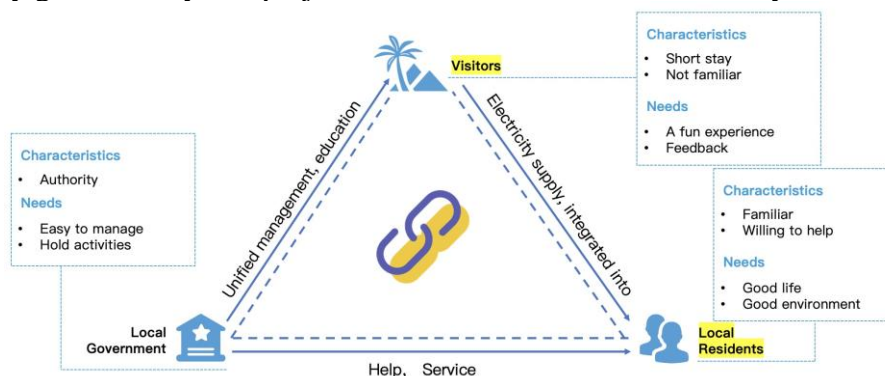 Visitors
Characteristics
• Short stay
• Not familiar
Needs
• A fun experience
• Feedback
Characteristics
• Authority
Needs
• Easy to manage
• Hold activities
Unified management, education
Electricity supply, integrated into
Characteristics
• Familiar
• Willing to help
Needs
• Good life
• Good environment
Local
Government
Local
Residents
Help, Service